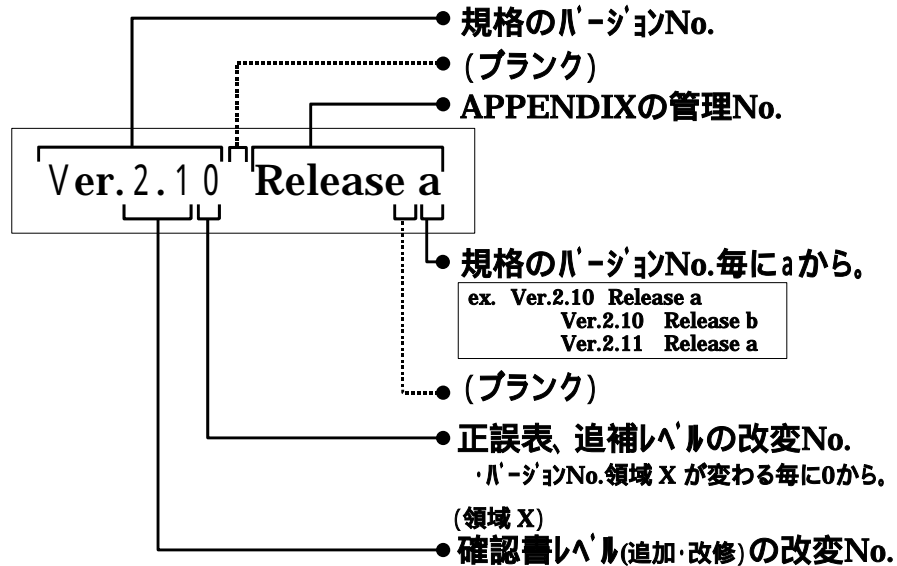 規格のバージョンNo.
(ブランク)
APPENDIXの管理No.
Ver.2.10 Release a
規格のバージョンNo.毎にaから。
ex. Ver.2.10 Release a
Ver.2.10 Release b
Ver.2.11 Release a
(ブランク)
正誤表、追補レベルの改変No.
・バージョンNo.領域 X が変わる毎に0から。
(領域 X)
確認書レベル(追加・改修)の改変No.